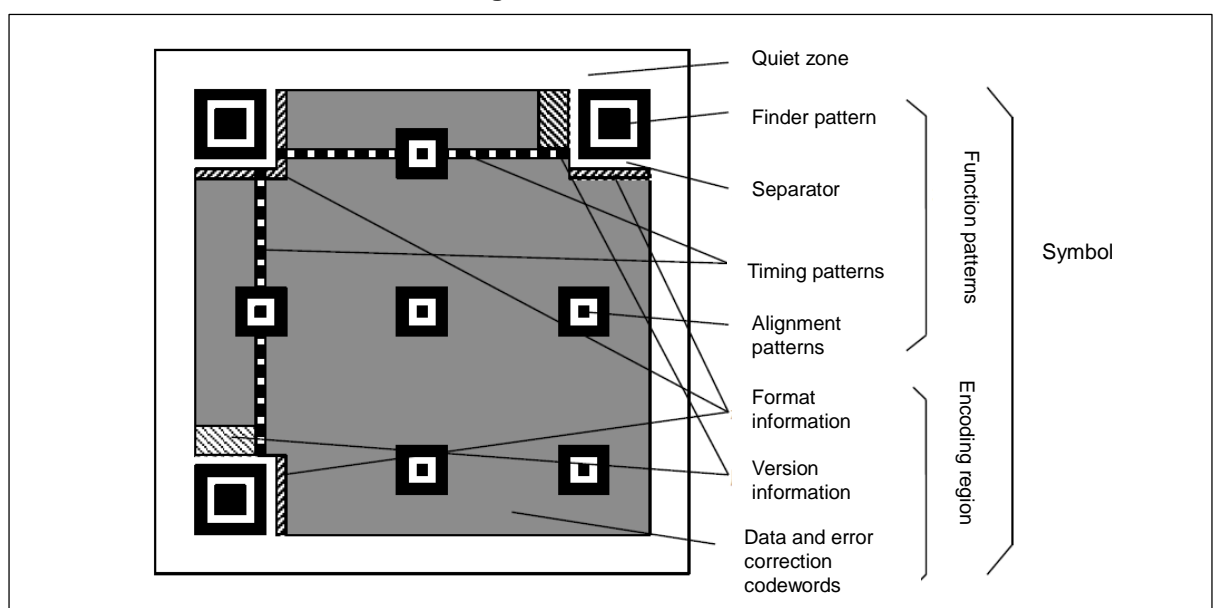 Quiet zone
Finder pattern
Separator
Timing patterns
Alignment
patterns
Format
information
Version
information
Data and error
correction
codewords
Function patterns
Encoding region
Symbol